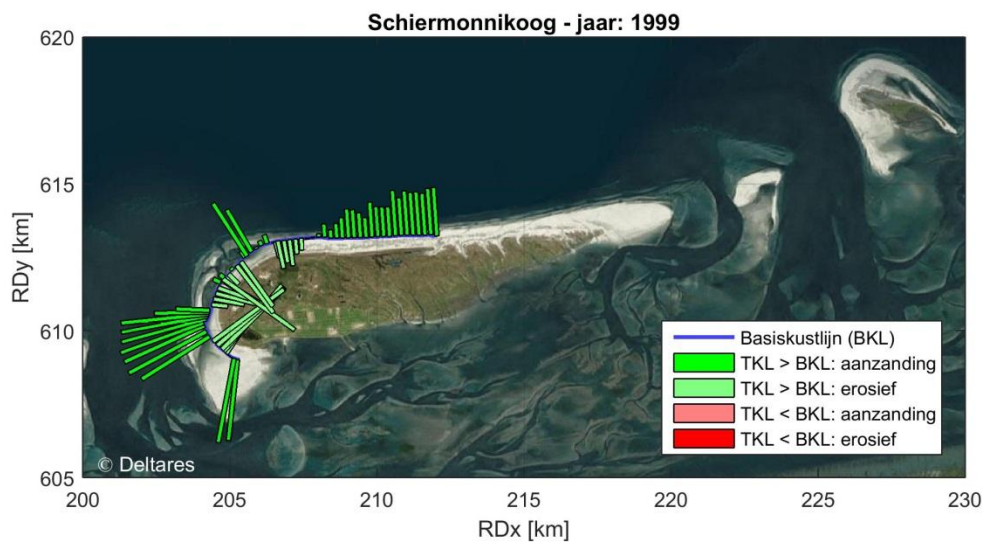 Schiermonnikoog - jaar: 1999
620
615
610
605
RDy [km]
Basiskustlijn (BKL)
TKL > BKL: aanzanding
TKL > BKL: erosief
TKL < BKL: aanzanding
TKL < BKL: erosief
© Deltares
200 205 210 215 220 225 230
RDx [km]